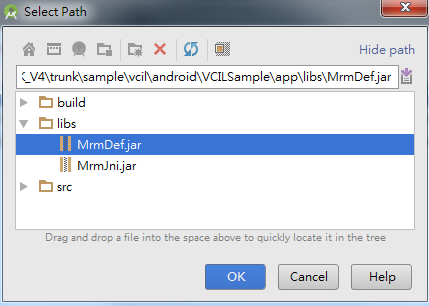 Select Path
Hide path
K_V4\trunk\sample\vcil\android\VCILSample\app\libs\MrmDef.jar
build
libs
MrmDef.jar
MrmJni.jar
src
Drag and drop a file into the space above to quickly locate it in the tree
OK
Cancel
Help